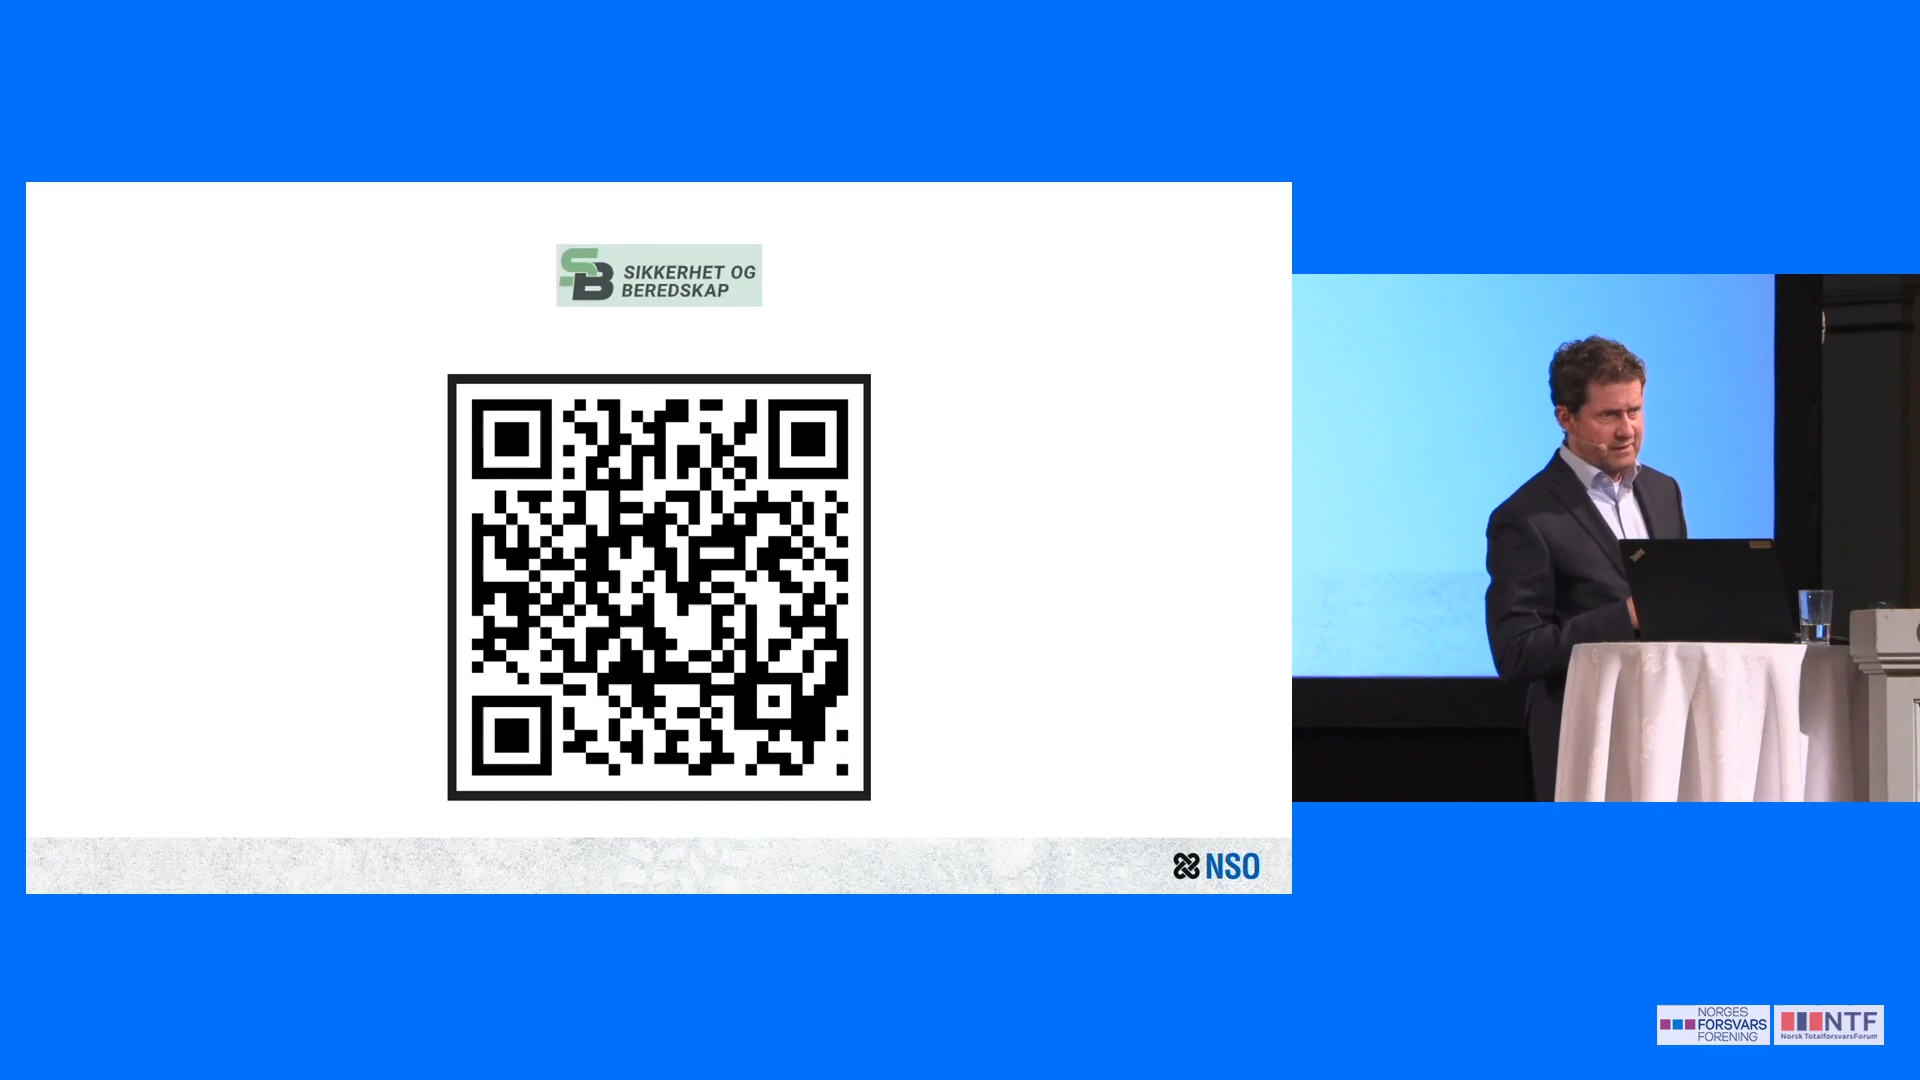 SIKKERHET OG
BEREDSKAP
NSO
NORGES
FORSVARS
FORENING
NTF
Norsk TotalforsvarsForum